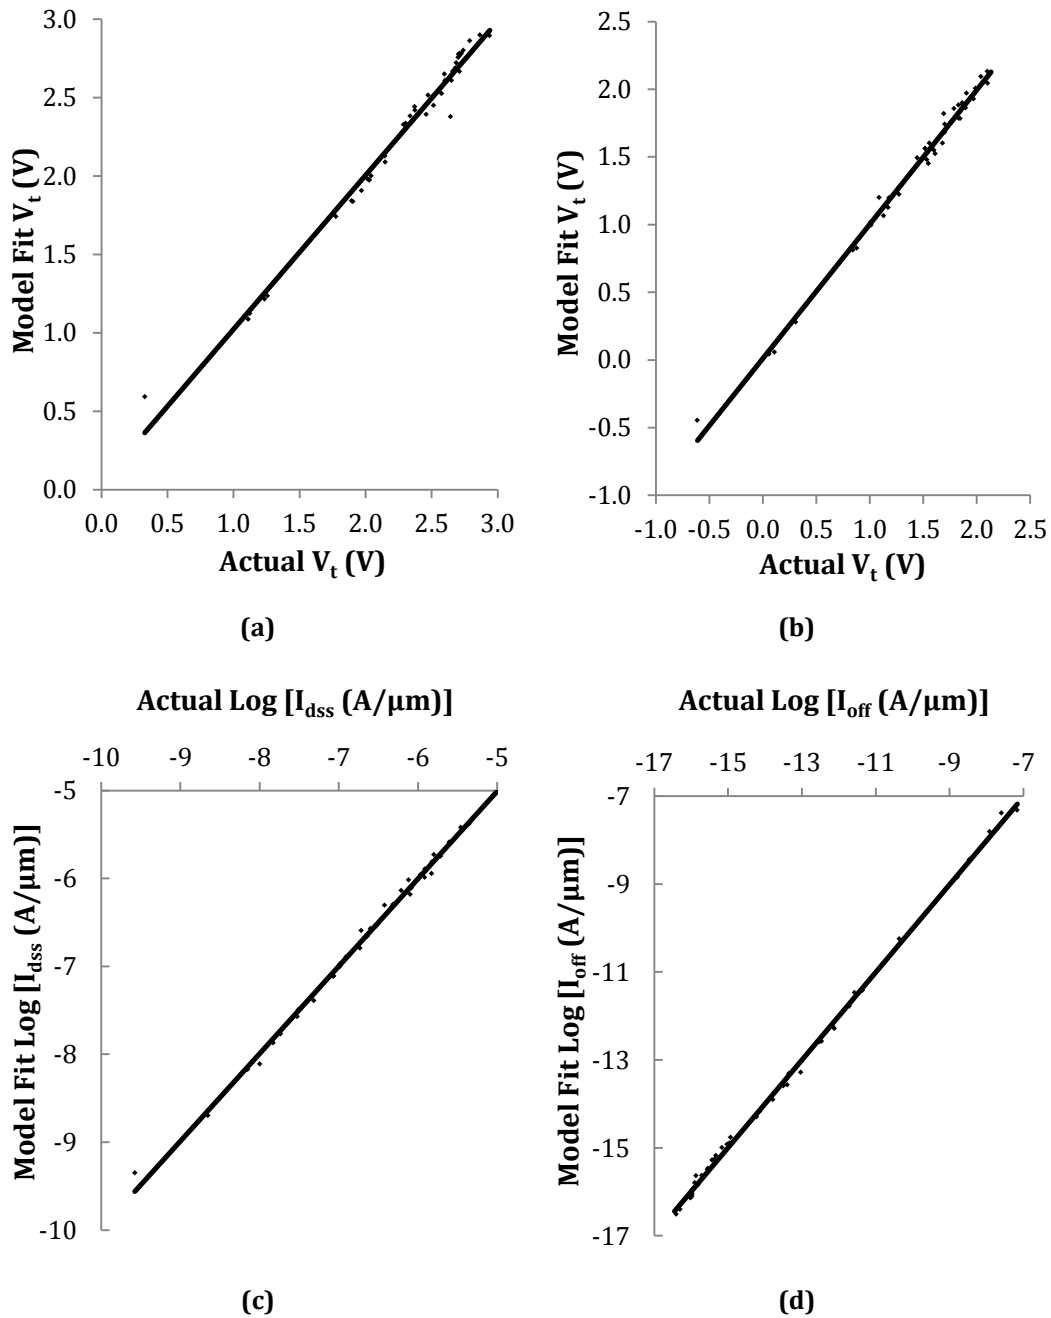 3.0
2.5
2.0
1.5
1.0
0.5
0.0
Model Fit Vt (V)
0.0 0.5 1.0 1.5 2.0 2.5 3.0
Actual Vt (V)
(a)
2.5
2.0
1.5
1.0
0.5
0.0
-0.5
-1.0
Model Fit Vt (V)
-1.0 -0.5 0.0 0.5 1.0 1.5 2.0 2.5
Actual Vt (V)
(b)
Actual Log [Idss (A/μm)]
-10 -9 -8 -7 -6 -5
-5
-6
-7
-8
-9
-10
Model Fit Log [Idss (A/μm)]
(c)
Actual Log [Ioff (A/μm)]
-17 -15 -13 -11 -9 -7
-7
-9
-11
-13
-15
-17
Model Fit Log [Ioff (A/μm)]
(d)